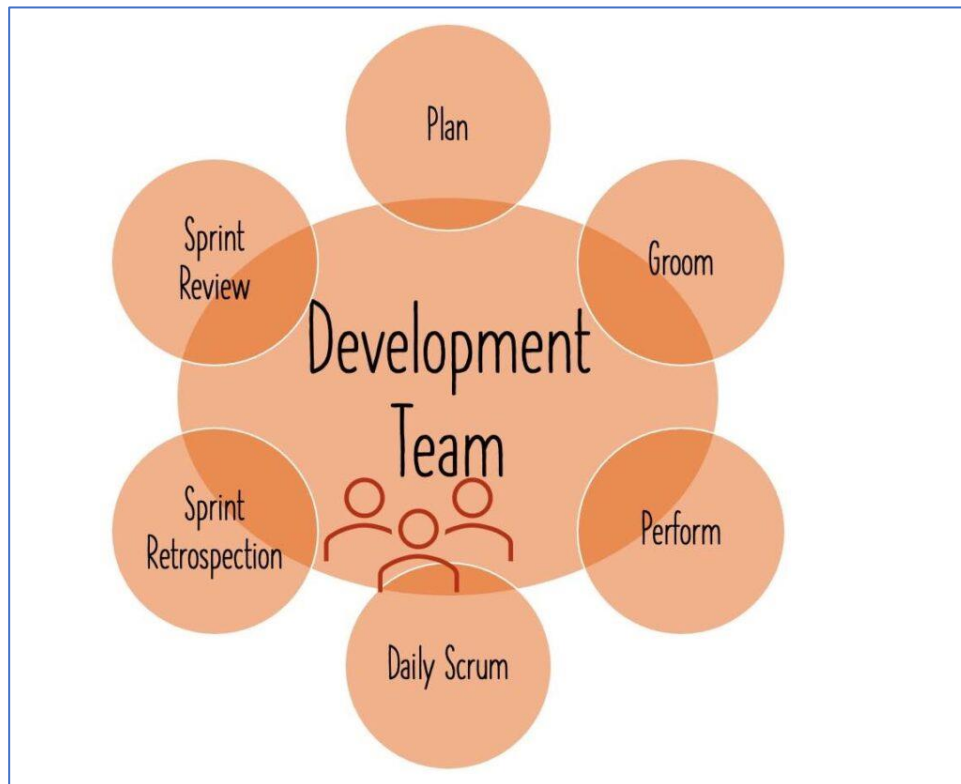 Plan
Groom
Perform
Daily Scrum
Sprint
Retrospection
Sprint
Review
Development
Team